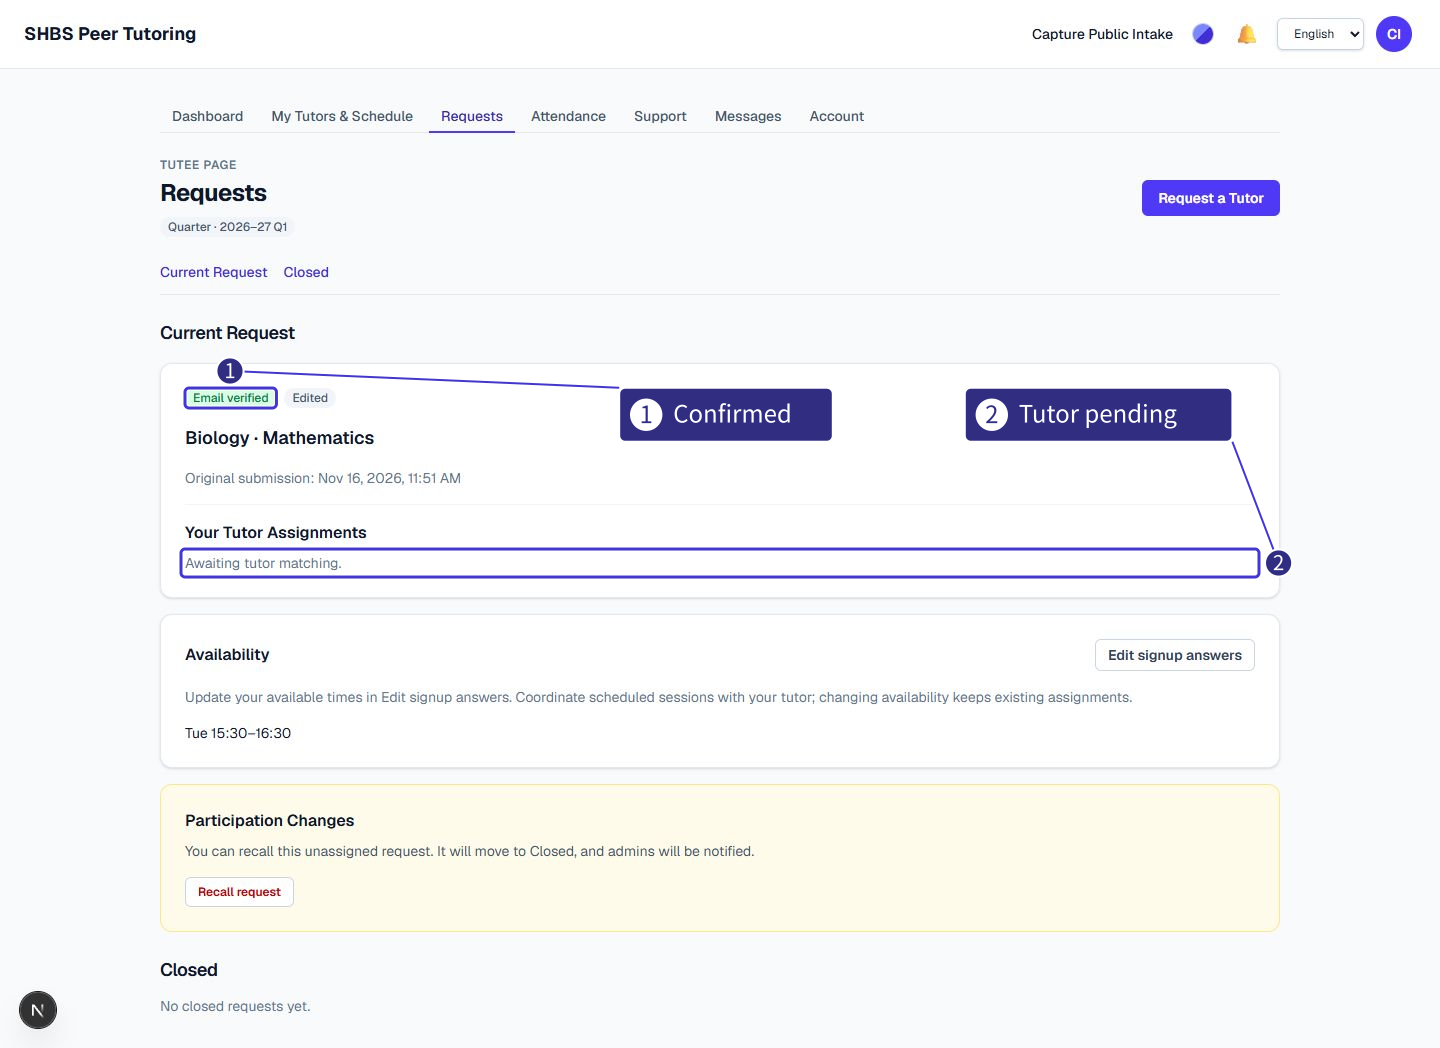 SHBS Peer Tutoring
Capture Public Intake
English
CI
Dashboard My Tutors & Schedule Requests Attendance Support Messages Account
TUTEE PAGE
Requests
Request a Tutor
Quarter · 2026–27 Q1
Current Request Closed
Current Request
1
Email verified Edited
1 Confirmed
2 Tutor pending
Biology · Mathematics
Original submission: Nov 16, 2026, 11:51 AM
Your Tutor Assignments
Awaiting tutor matching.
2
Availability
Edit signup answers
Update your available times in Edit signup answers. Coordinate scheduled sessions with your tutor; changing availability keeps existing assignments.
Tue 15:30–16:30
Participation Changes
You can recall this unassigned request. It will move to Closed, and admins will be notified.
Recall request
Closed
No closed requests yet.
N